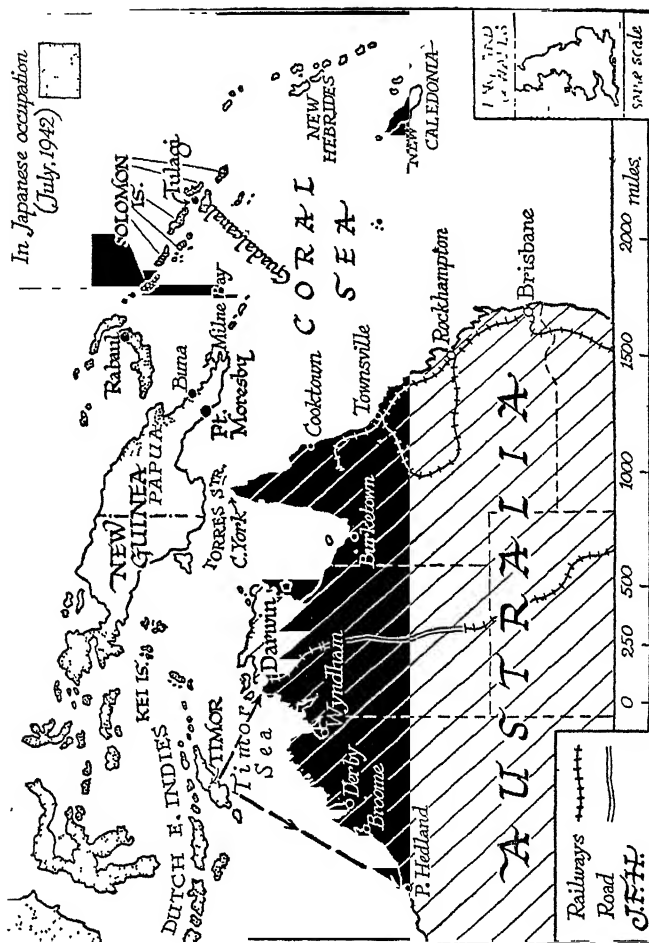 In Japanese occupation
(July, 1942)
SOLOMON
IS.
Tulagi
Guadalcanal
Rabaul
Buna
Milne Bay
Pt.
Moresby
NEW
GUINEA
PAPUA
TORRES STR.
C. York
KEI IS.
DUTCH E. INDIES
TIMOR
Timor
Sea
CORAL
SEA
NEW
HEBRIDES
NEW
CALEDONIA
Cooktown
Townsville
Rockhampton
Brisbane
Burketown
Darwin
Wyndham
Derby
Broome
P. Hedland
AUSTRALIA
Railways
Road
J.F.H.
0 250 500 1000 1500 2000 miles.
scale